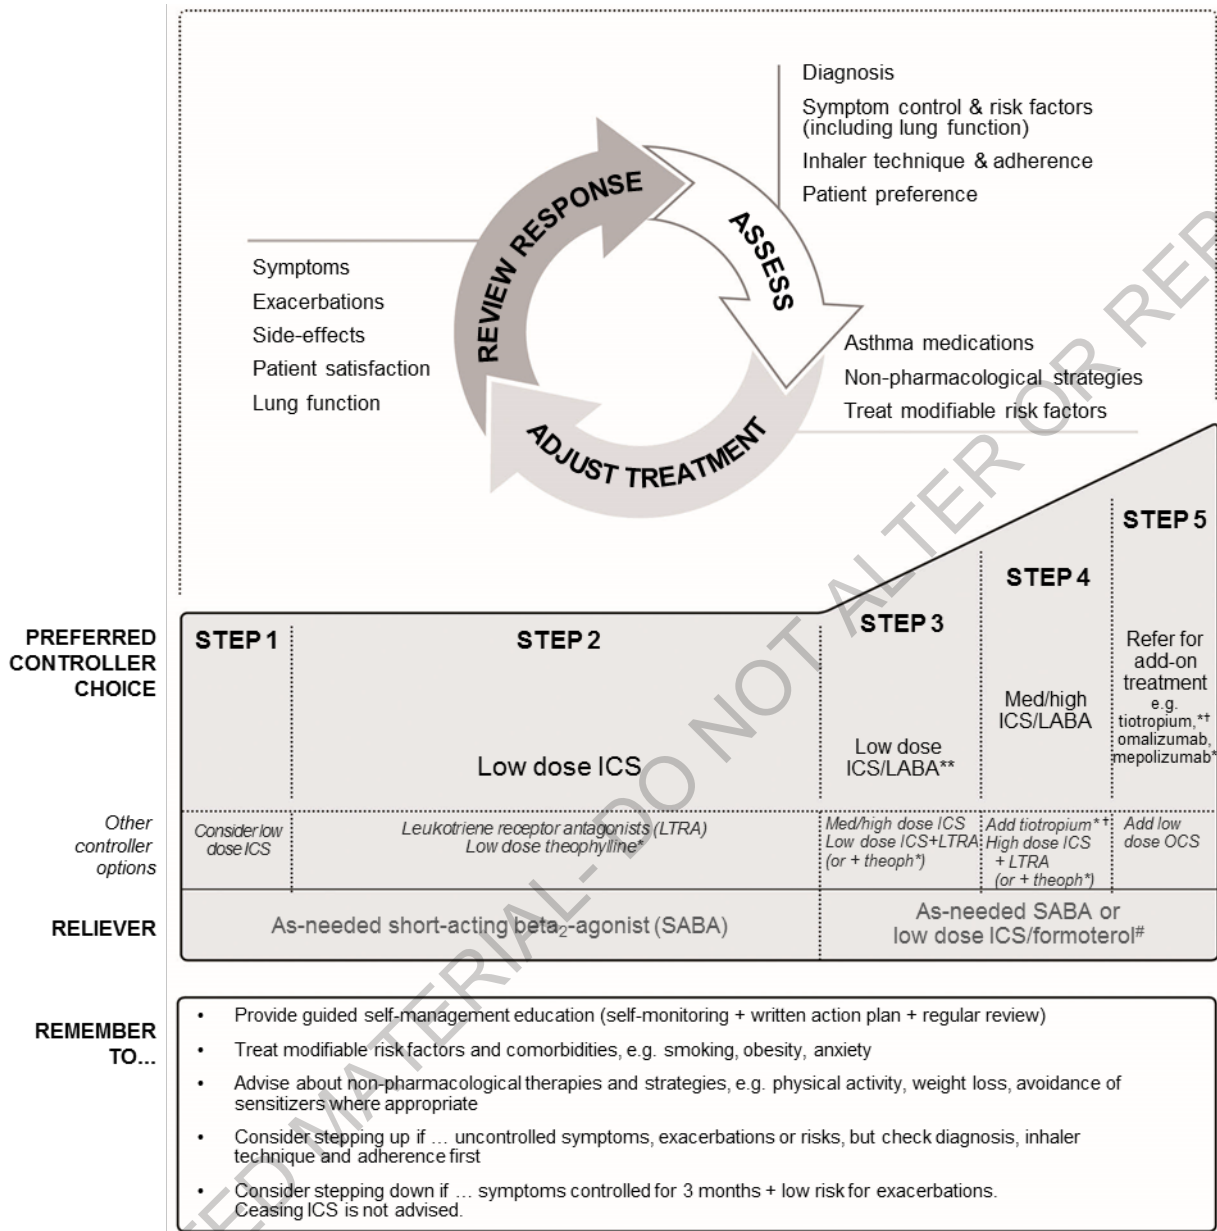 Diagnosis
Symptom control & risk factors
(including lung function)
Inhaler technique & adherence
Patient preference
REVIEW RESPONSE
ASSESS
ADJUST TREATMENT
Symptoms
Exacerbations
Side-effects
Patient satisfaction
Lung function
Asthma medications
Non-pharmacological strategies
Treat modifiable risk factors
PREFERRED
CONTROLLER
CHOICE
STEP 1
STEP 2
Low dose ICS
STEP 3
Low dose
ICS/LABA**
STEP 4
Med/high
ICS/LABA
STEP 5
Refer for
add-on
treatment
e.g.
tiotropium,*†
omalizumab,
mepolizumab*
Other
controller
options
Consider low
dose ICS
Leukotriene receptor antagonists (LTRA)
Low dose theophylline*
Med/high dose ICS
Low dose ICS+LTRA
(or + theoph*)
Add tiotropium*†
High dose ICS
+ LTRA
(or + theoph*)
Add low
dose OCS
RELIEVER
As-needed short-acting beta2-agonist (SABA)
As-needed SABA or
low dose ICS/formoterol#
REMEMBER
TO...
• Provide guided self-management education (self-monitoring + written action plan + regular review)
• Treat modifiable risk factors and comorbidities, e.g. smoking, obesity, anxiety
• Advise about non-pharmacological therapies and strategies, e.g. physical activity, weight loss, avoidance of
sensitizers where appropriate
• Consider stepping up if … uncontrolled symptoms, exacerbations or risks, but check diagnosis, inhaler
technique and adherence first
• Consider stepping down if … symptoms controlled for 3 months + low risk for exacerbations.
Ceasing ICS is not advised.
MATERIAL- DO NOT ALTER OR